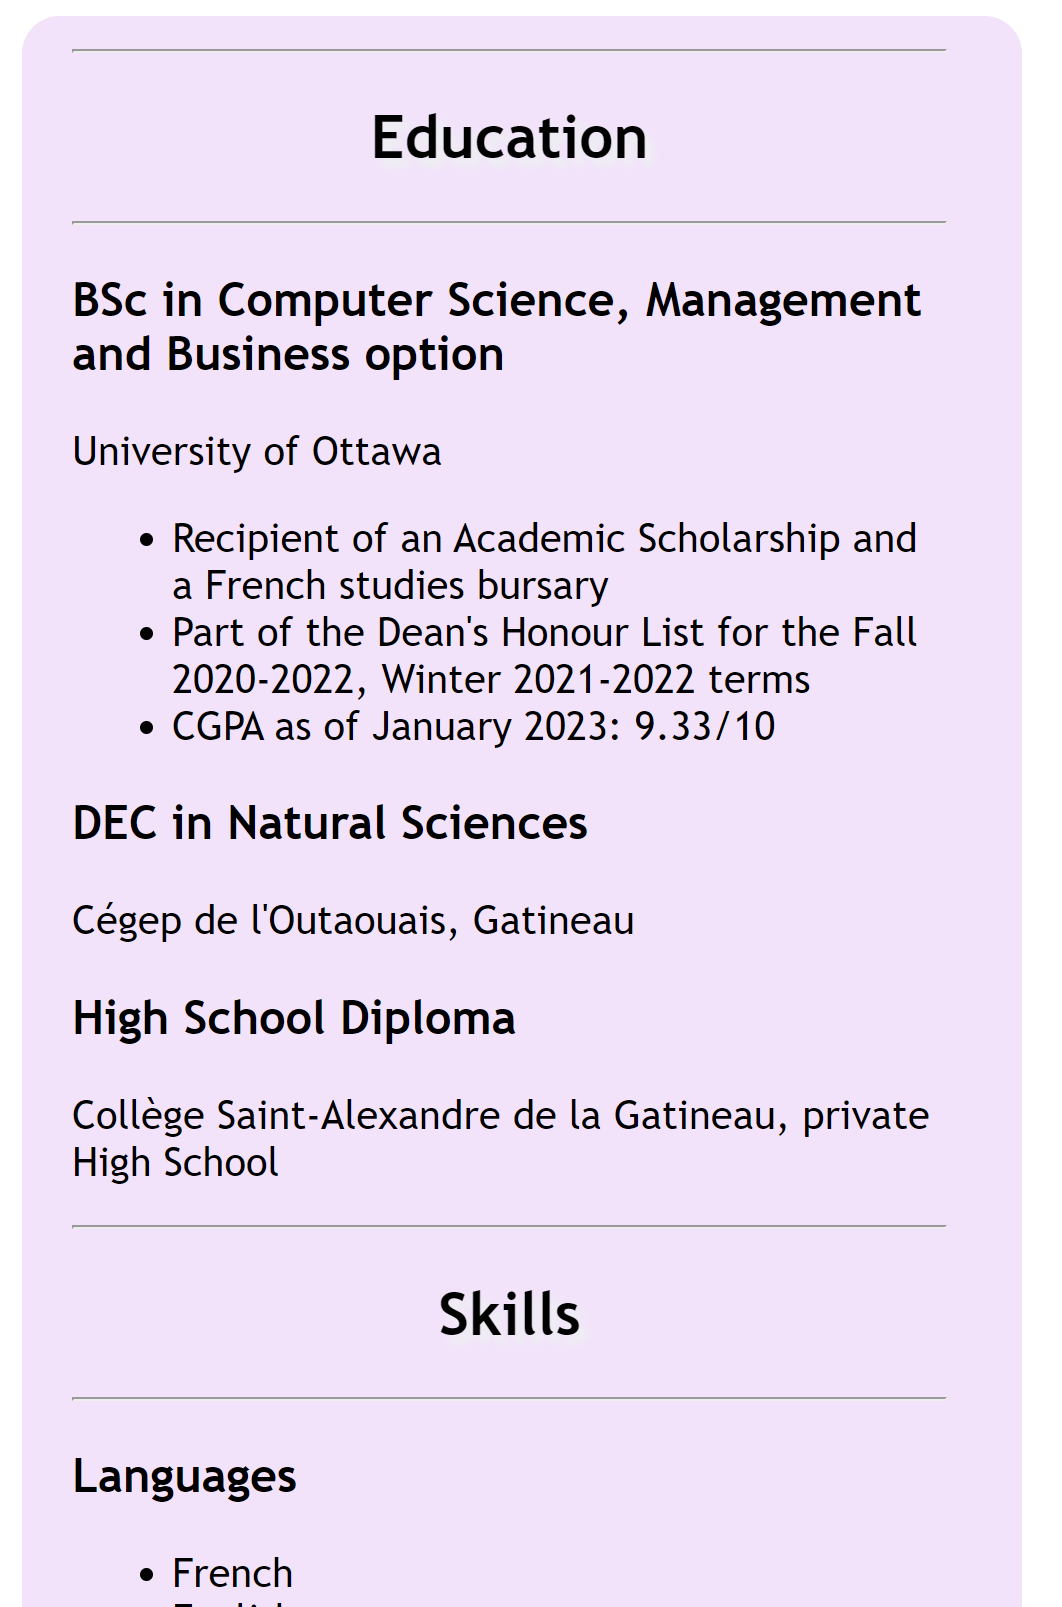 Education
BSc in Computer Science, Management
and Business option
University of Ottawa
• Recipient of an Academic Scholarship and
a French studies bursary
• Part of the Dean's Honour List for the Fall
2020-2022, Winter 2021-2022 terms
• CGPA as of January 2023: 9.33/10
DEC in Natural Sciences
Cégep de l'Outaouais, Gatineau
High School Diploma
Collège Saint-Alexandre de la Gatineau, private
High School
Skills
Languages
• French